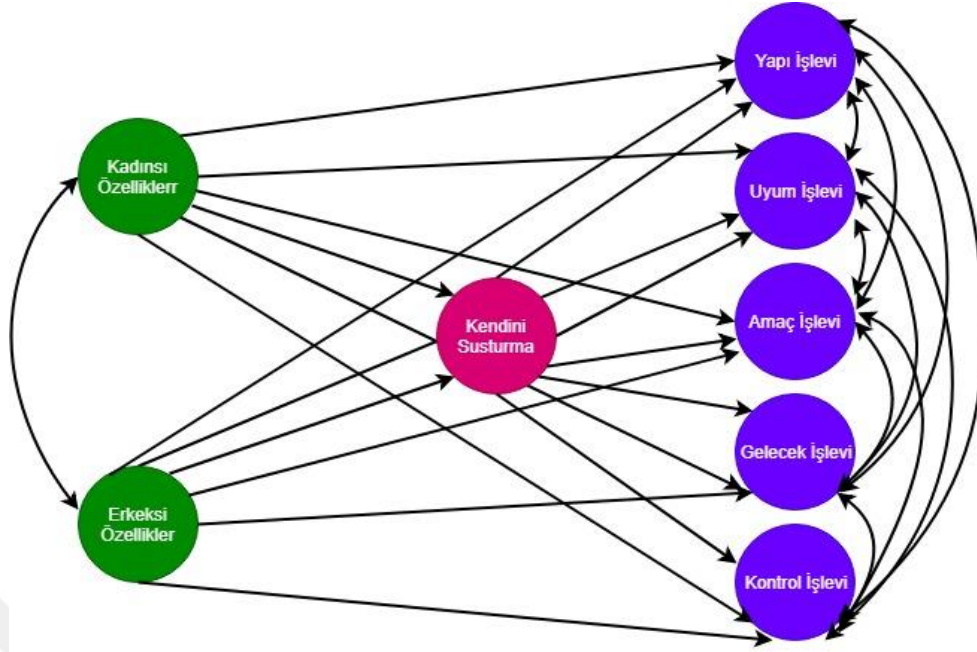 Kadınsı
Özelliklerr
Erkeksi
Özellikler
Kendini
Susturma
Yapı İşlevi
Uyum İşlevi
Amaç İşlevi
Gelecek İşlevi
Kontrol İşlevi